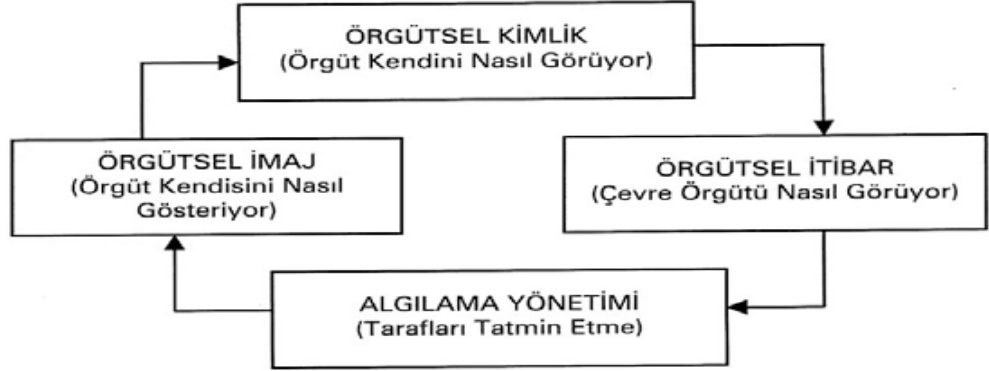 ÖRGÜTSEL KİMLİK
(Örgüt Kendini Nasıl Görüyor)
ÖRGÜTSEL İMAJ
(Örgüt Kendisini Nasıl
Gösteriyor)
ÖRGÜTSEL İTİBAR
(Çevre Örgütü Nasıl Görüyor)
ALGILAMA YÖNETİMİ
(Tarafları Tatmin Etme)